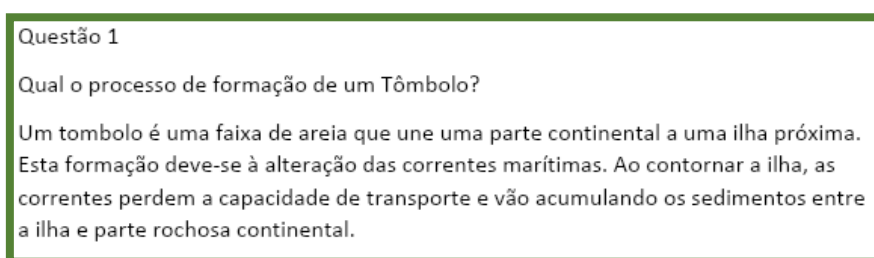 Questão 1
Qual o processo de formação de um Tômbolo?
Um tombolo é uma faixa de areia que une uma parte continental a uma ilha próxima.
Esta formação deve-se à alteração das correntes marítimas. Ao contornar a ilha, as
correntes perdem a capacidade de transporte e vão acumulando os sedimentos entre
a ilha e parte rochosa continental.